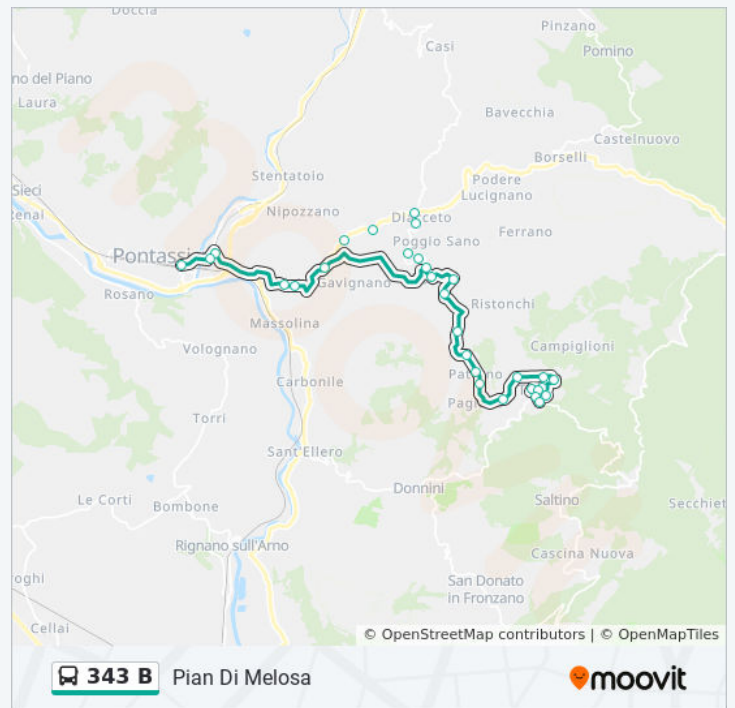 Doccia
Pinzano
Casi
Pomino
no del Piano
Laura
Bavecchia
Castelnuovo
Borselli
Stentatoio
Podere
Lucignano
Sieci
Renai
Nipozzano
Diacceto
Ferrano
Poggio Sano
Pontassi
Gavignano
Rosano
Ristonchi
Massolina
Volognano
Campiglioni
Carbonile
Pagi
Torri
Sant'Ellero
Donnini
Le Corti
Saltino
Secchiet
Bombone
Rignano sull'Arno
Cascina Nuova
oghi
San Donato
in Fronzano
Cellai
© OpenStreetMap contributors | © OpenMapTiles
343 B
Pian Di Melosa
moovit